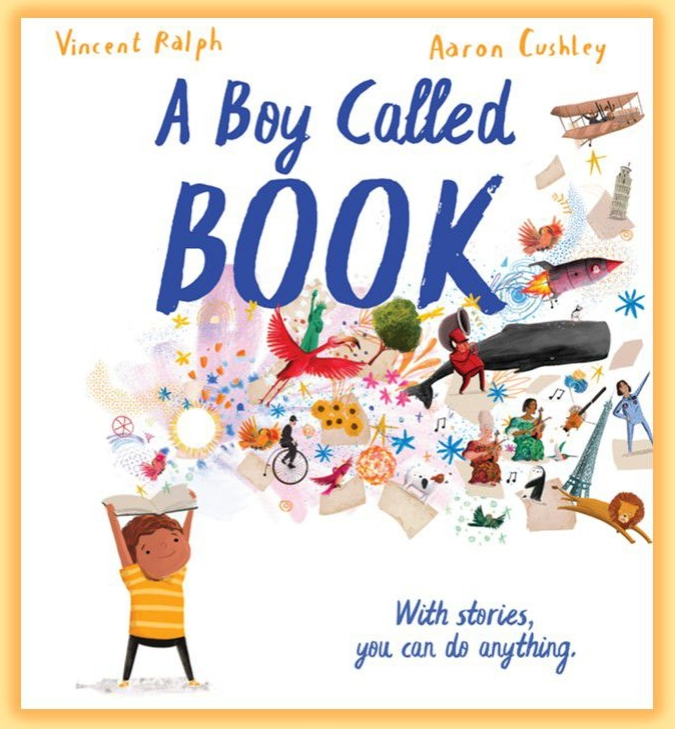 Vincent Ralph
Aaron Cushley
A Boy Called
BOOK
With stories,
you can do anything.